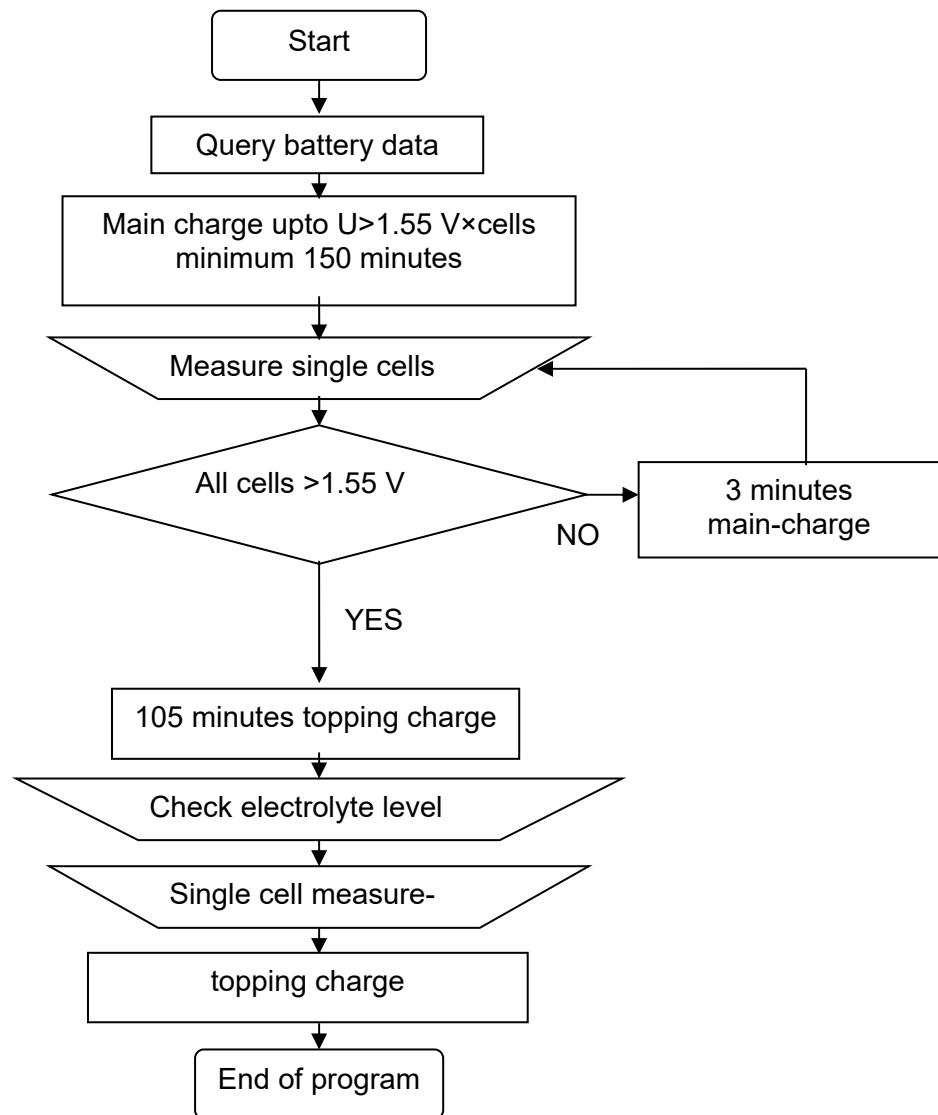 Start
Query battery data
Main charge upto U>1.55 V×cells
minimum 150 minutes
Measure single cells
All cells >1.55 V
3 minutes
main-charge
NO
YES
105 minutes topping charge
Check electrolyte level
Single cell measure-
topping charge
End of program